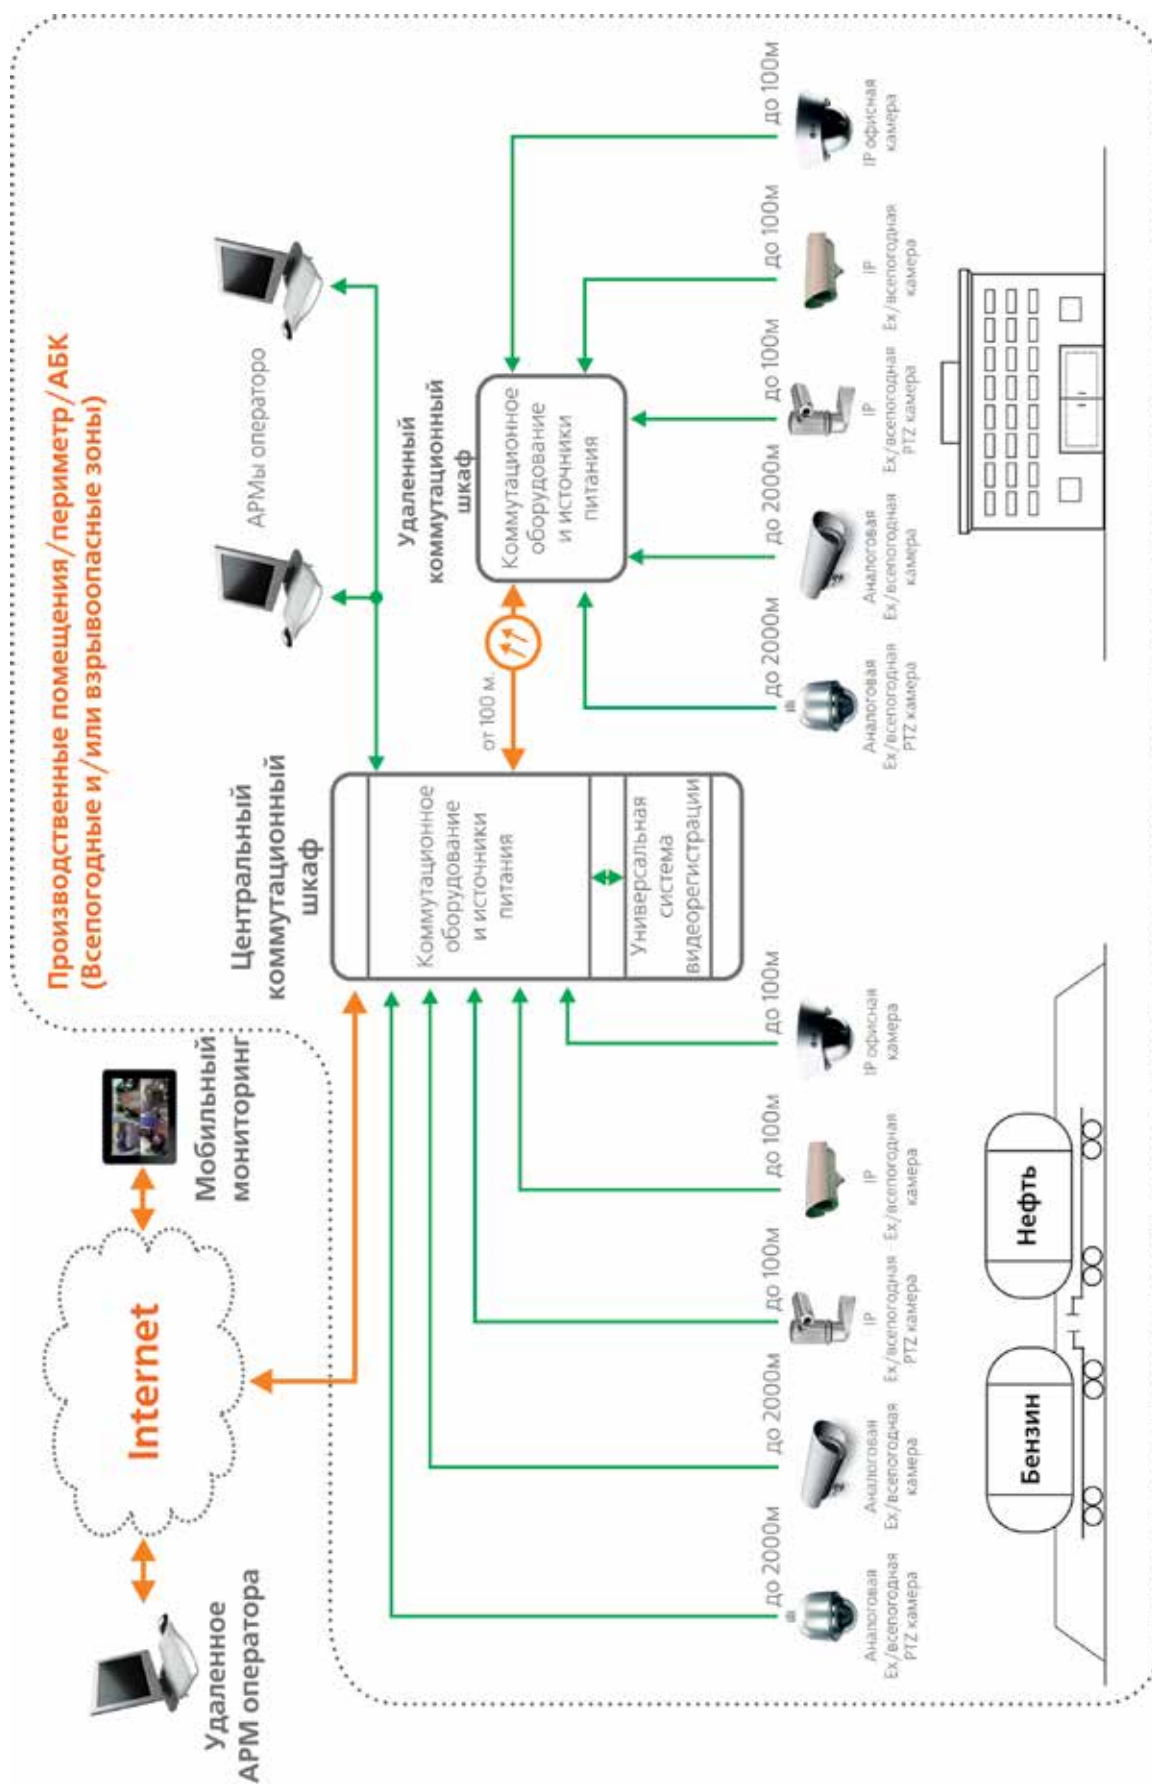 Производственные помещения/периметр/АБК
(Всепогодные и/или взрывоопасные зоны)
Удаленное
АРМ оператора
Internet
Мобильный
мониторинг
АРМы операторо
Центральный
коммутационный
шкаф
Коммутационное
оборудование
и источники
питания
Универсальная
система
видеорегистрации
от 100 м.
Удаленный
коммутационный
шкаф
Коммутационное
оборудование
и источники
питания
до 2000м
до 2000м
до 100м
до 100м
до 100м
до 2000м
до 2000м
до 100м
до 100м
до 100м
Аналоговая
Ex/всепогодная
PTZ камера
Аналоговая
Ex/всепогодная
камера
IP
Ex/всепогодная
PTZ камера
IP
Ex/всепогодная
камера
IP офисная
камера
Аналоговая
Ex/всепогодная
PTZ камера
Аналоговая
Ex/всепогодная
камера
IP
Ex/всепогодная
PTZ камера
IP
Ex/всепогодная
камера
IP офисная
камера
Бензин
Нефть